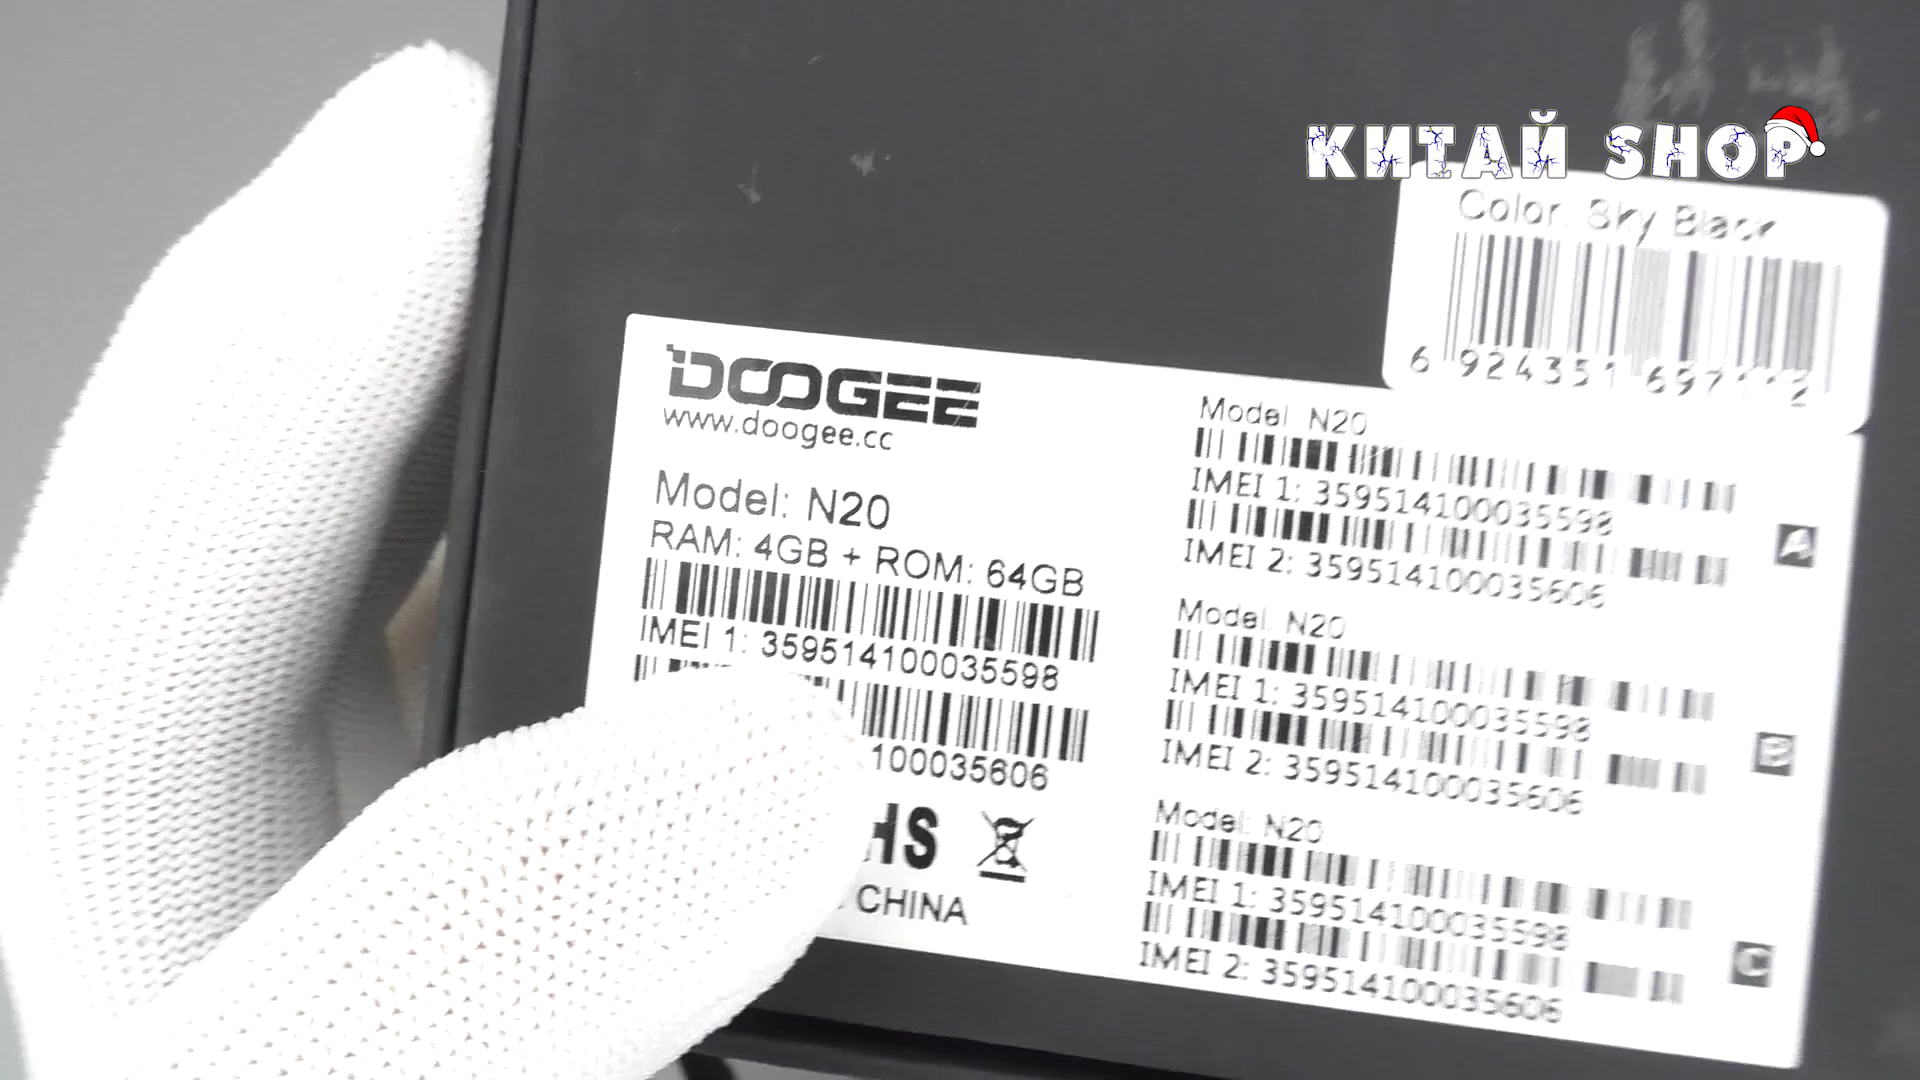 КИТАЙ SHOP
Color: Sky Black
6 924351
DOOGEE
www.doogee.cc
Model: N20
RAM: 4GB + ROM: 64GB
IMEI 1: 359514100035598
100035606
HS
CHINA
Model: N20
IMEI 1: 359514100035598
IMEI 2: 359514100035606
A
Model: N20
IMEI 1: 359514100035598
IMEI 2: 359514100035606
B
Model: N20
IMEI 1: 359514100035598
IMEI 2: 359514100035606
C